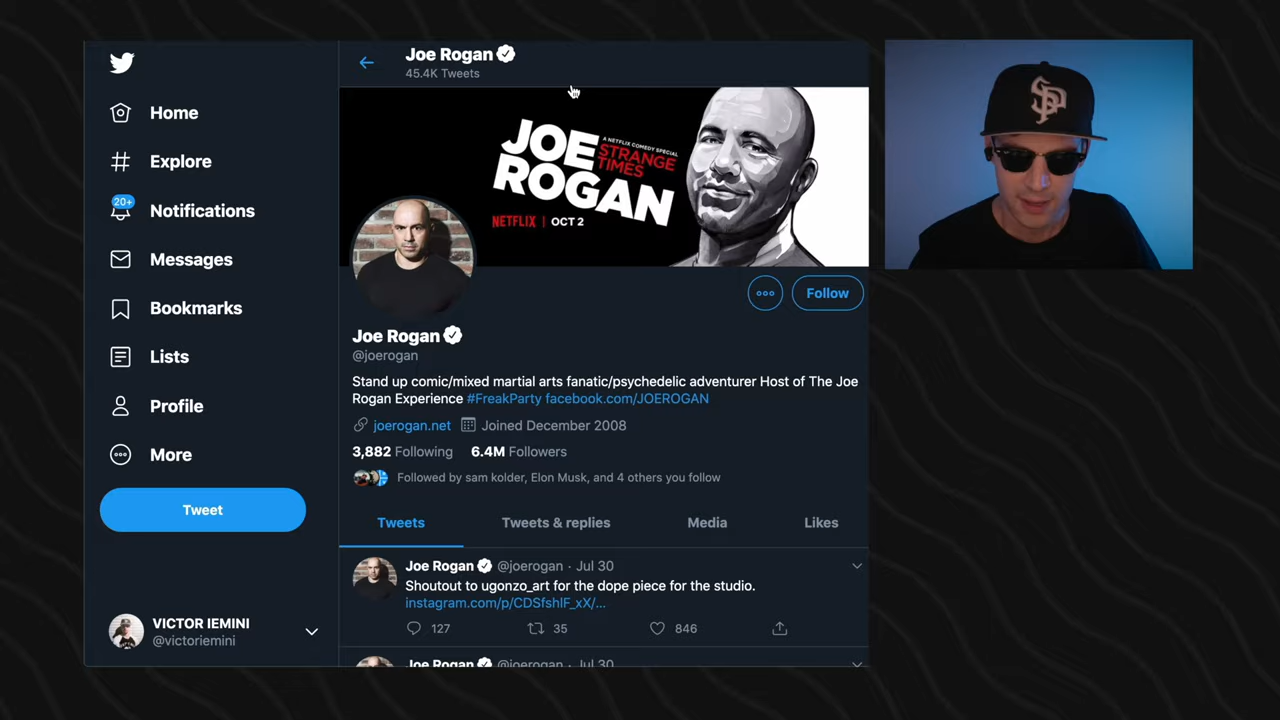 Joe Rogan
45.4K Tweets
Home
Explore
20+
Notifications
Messages
Bookmarks
Lists
Profile
More
Tweet
VICTOR IEMINI
@victoriemini
JOE
ROGAN
A NETFLIX COMEDY SPECIAL
STRANGE
TIMES
NETFLIX | OCT 2
Follow
Joe Rogan
@joerogan
Stand up comic/mixed martial arts fanatic/psychedelic adventurer Host of The Joe
Rogan Experience #FreakParty facebook.com/JOEROGAN
joerogan.net Joined December 2008
3,882 Following 6.4M Followers
Followed by sam kolder, Elon Musk, and 4 others you follow
Tweets Tweets & replies Media Likes
Joe Rogan @joerogan · Jul 30
Shoutout to ugonzo_art for the dope piece for the studio.
instagram.com/p/CDSfshlF_xX/...
127 35 846
Joe Rogan @joerogan · Jul 30
SF